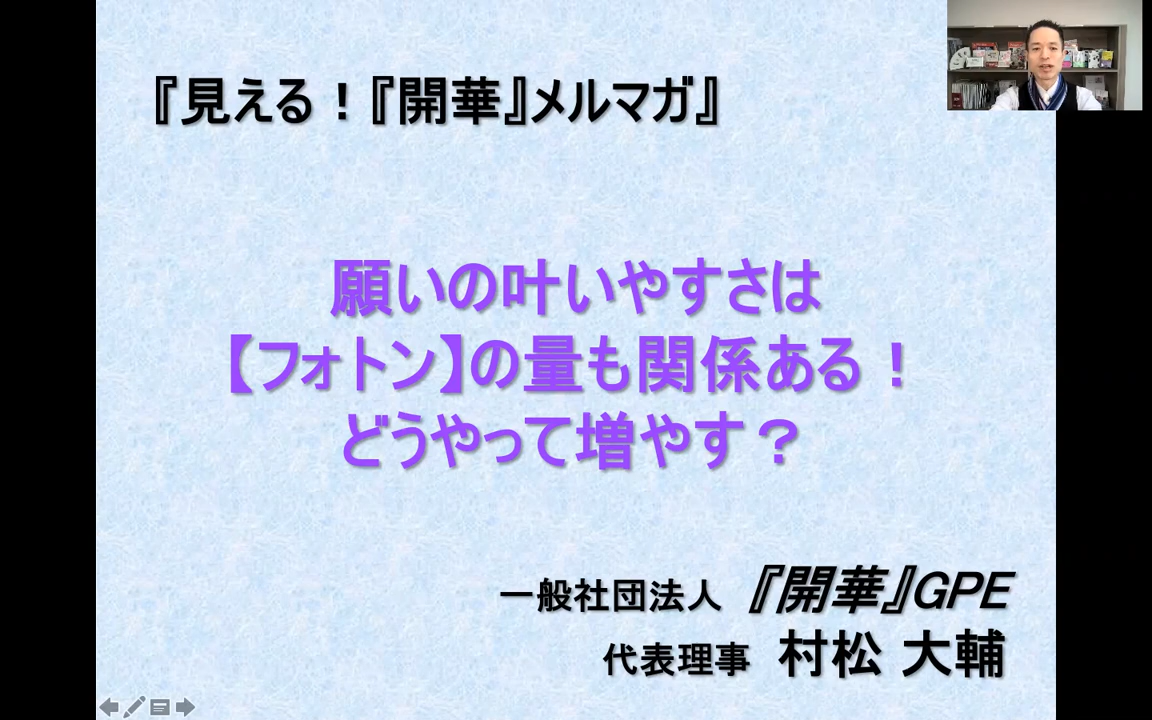 『見える！『開華』メルマガ』
願いの叶いやすさは
【フォトン】の量も関係ある！
どうやって増やす？
一般社団法人 『開華』GPE
代表理事 村松 大輔